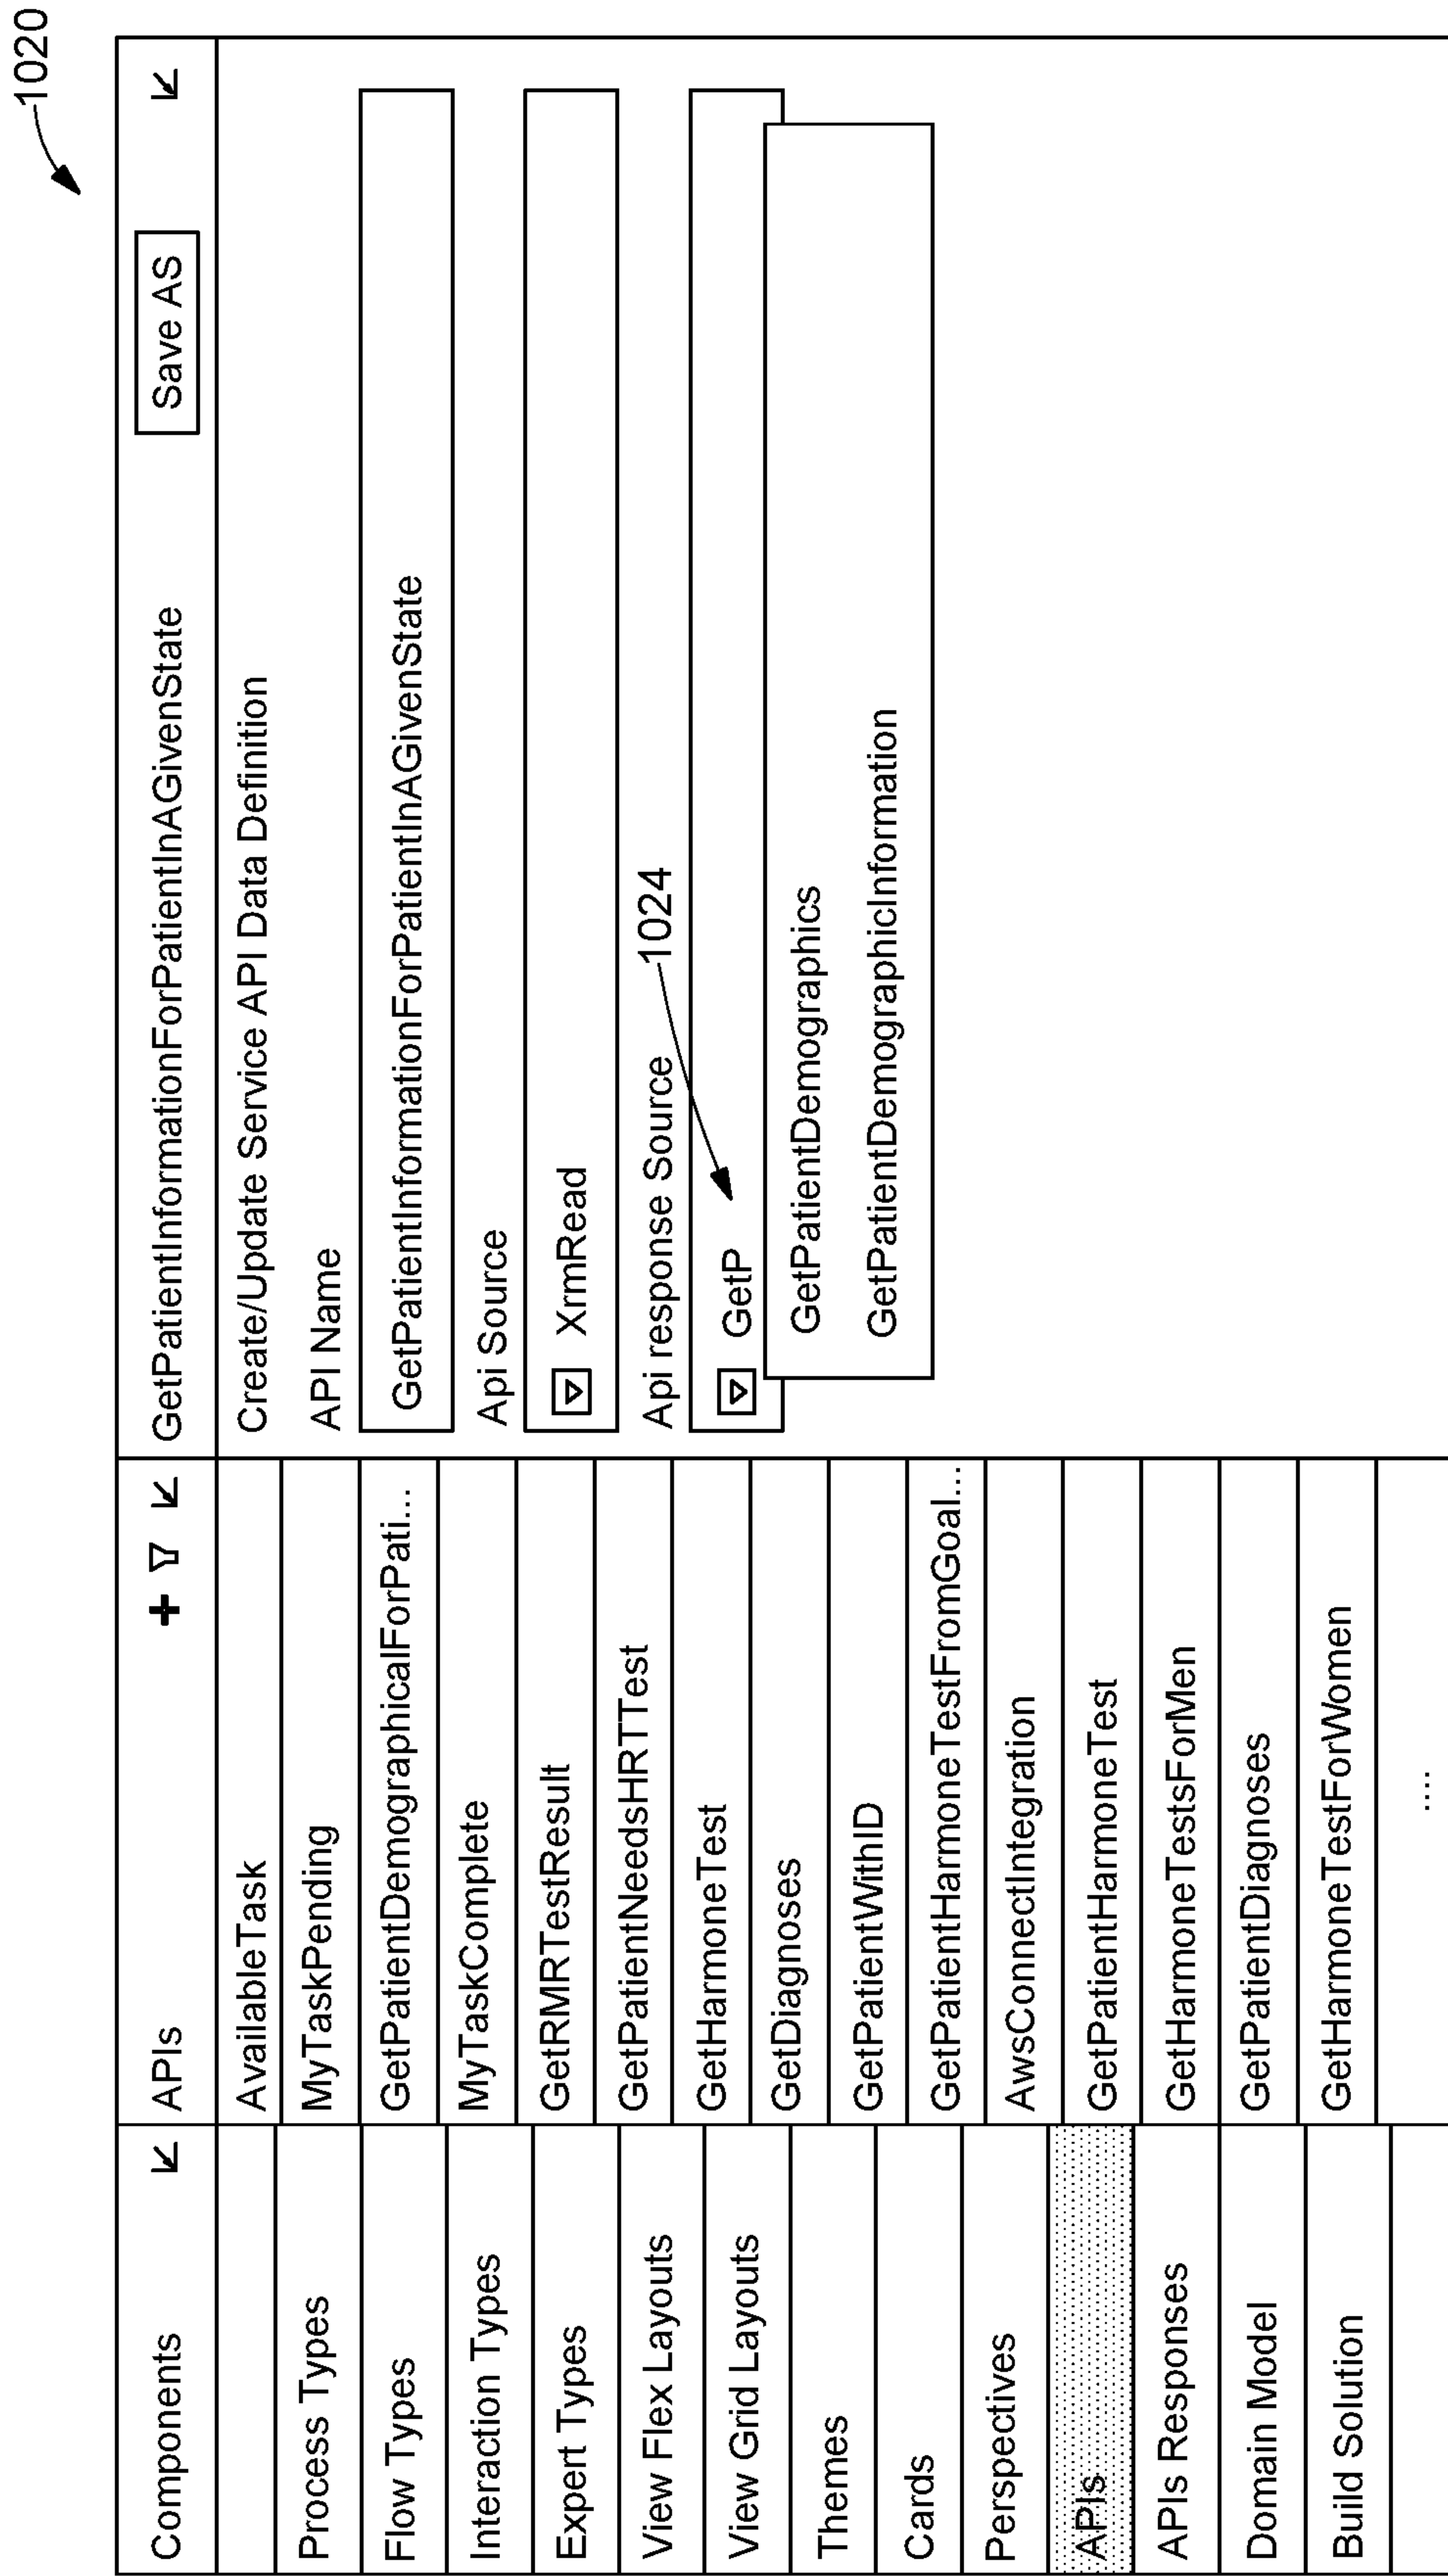 1020
Components
Process Types
Flow Types
Interaction Types
Expert Types
View Flex Layouts
View Grid Layouts
Themes
Cards
Perspectives
APIs
APIs Responses
Domain Model
Build Solution
APIs
AvailableTask
MyTaskPending
GetPatientDemographicalForPati...
MyTaskComplete
GetRMRTestResult
GetPatientNeedsHRTTest
GetHarmoneTest
GetDiagnoses
GetPatientWithID
GetPatientHarmoneTestFromGoal...
AwsConnectIntegration
GetPatientHarmoneTest
GetHarmoneTestsForMen
GetPatientDiagnoses
GetHarmoneTestForWomen
....
GetPatientInformationForPatientInAGivenState
Save AS
Create/Update Service API Data Definition
API Name
GetPatientInformationForPatientInAGivenState
Api Source
XrmRead
Api response Source
1024
GetP
GetPatientDemographics
GetPatientDemographicInformation